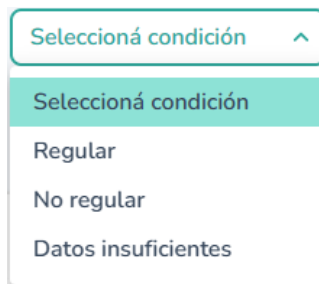 Seleccioná condición
Seleccioná condición
Regular
No regular
Datos insuficientes